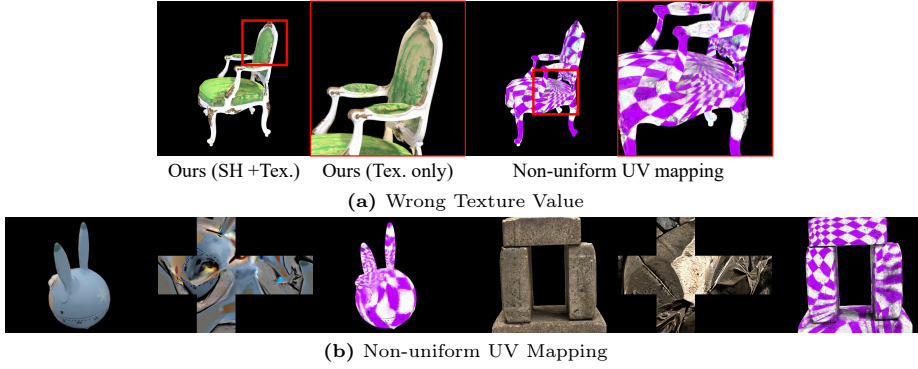 Ours (SH +Tex.) Ours (Tex. only) Non-uniform UV mapping
(a) Wrong Texture Value
(b) Non-uniform UV Mapping